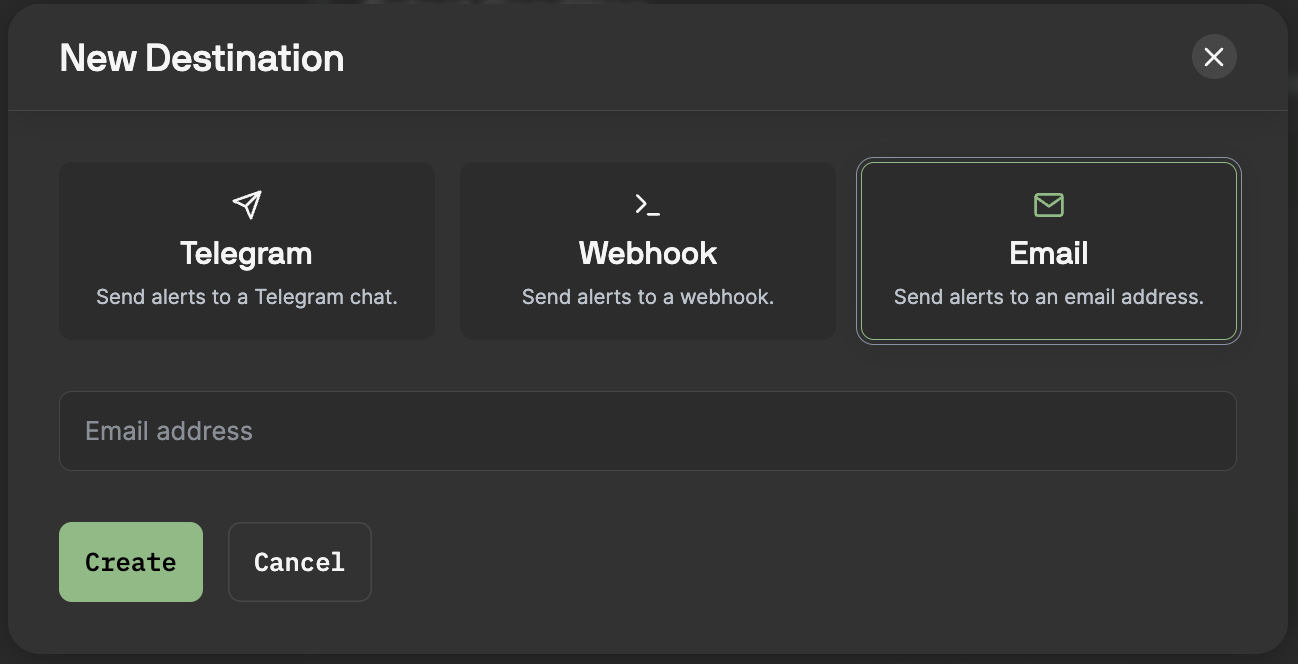 New Destination
Telegram
Send alerts to a Telegram chat.
Webhook
Send alerts to a webhook.
Email
Send alerts to an email address.
Email address
Create
Cancel